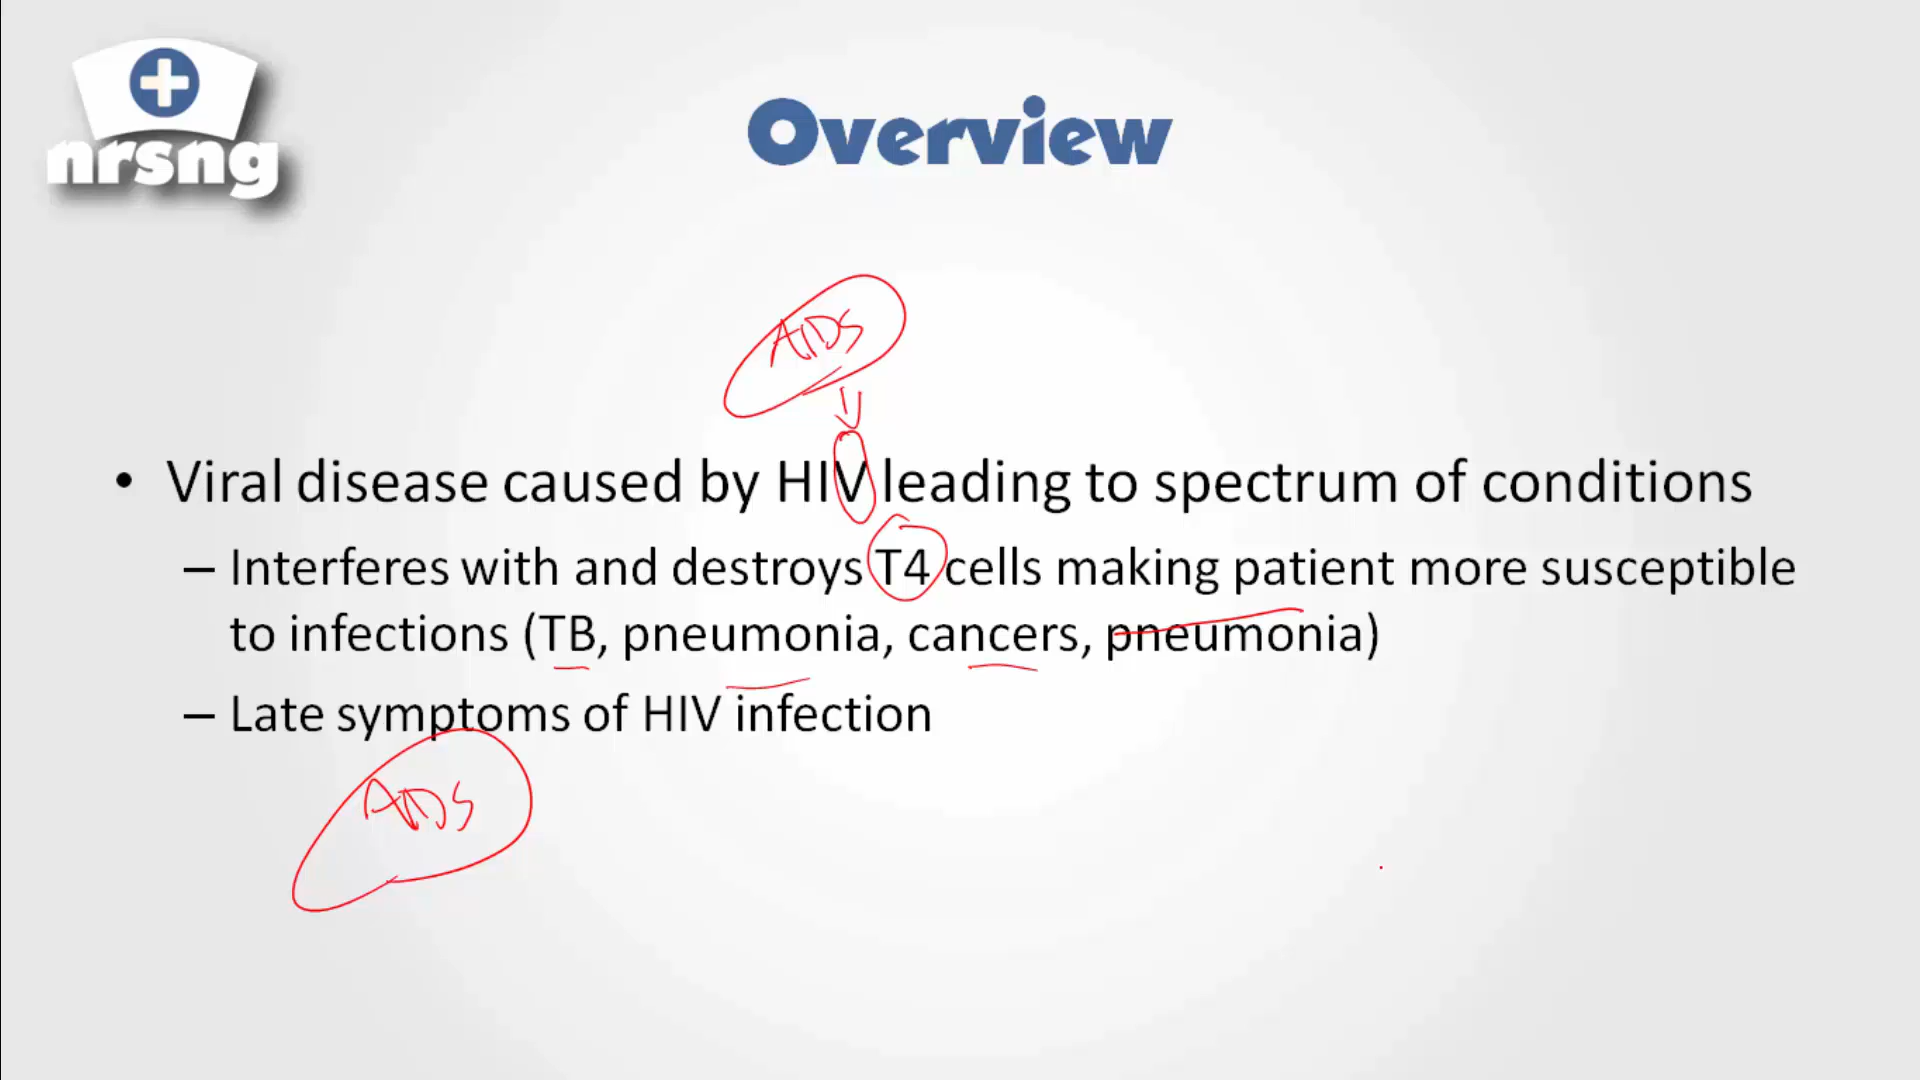 nrsng
Overview
AIDS
• Viral disease caused by HIV leading to spectrum of conditions
– Interferes with and destroys T4 cells making patient more susceptible
to infections (TB, pneumonia, cancers, pneumonia)
– Late symptoms of HIV infection
AIDS